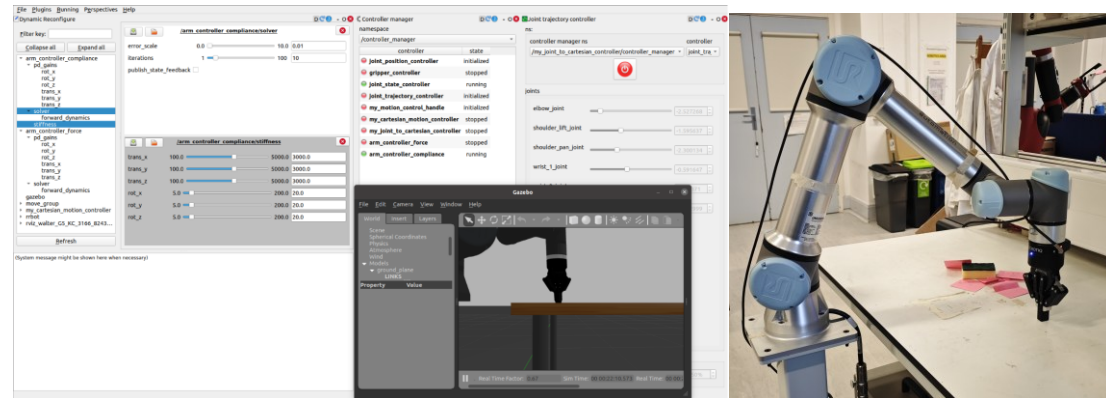 File Plugins Running Perspectives Help
Dynamic Reconfigure
Filter key:
Collapse all Expand all
arm_controller_compliance
pd_gains
rot_x
rot_y
rot_z
trans_x
trans_y
trans_z
solver
forward_dynamics
stiffness
arm_controller_force
pd_gains
rot_x
rot_y
rot_z
trans_x
trans_y
trans_z
solver
forward_dynamics
gazebo
move_group
my_cartesian_motion_controller
rrbot
Refresh
(System message might be shown here when necessary)
/arm_controller_compliance/solver
error_scale 0.0 10.0 0.01
iterations 1 100 10
publish_state_feedback
/arm_controller_compliance/stiffness
trans_x 100.0 5000.0 3000.0
trans_y 100.0 5000.0 3000.0
trans_z 100.0 5000.0 3000.0
rot_x 5.0 200.0 20.0
rot_y 5.0 200.0 20.0
rot_z 5.0 200.0 20.0
Controller manager
namespace
/controller_manager
controller state
joint_position_controller initialized
gripper_controller stopped
joint_state_controller running
joint_trajectory_controller initialized
my_motion_control_handle initialized
my_cartesian_motion_controller stopped
my_joint_to_cartesian_controller stopped
arm_controller_force stopped
arm_controller_compliance running
Joint trajectory controller
controller manager ns controller
/my_joint_to_cartesian_controller/controller_manager joint_tra
joints
elbow_joint
shoulder_lift_joint
shoulder_pan_joint
wrist_1_joint
Gazebo
File Edit Camera View Window Help
World Insert Layers
Scene
Spherical Coordinates
Physics
Atmosphere
Wind
Models
ground_plane
LINKS
Property Value
Real Time Factor: Sim Time: Real Time: